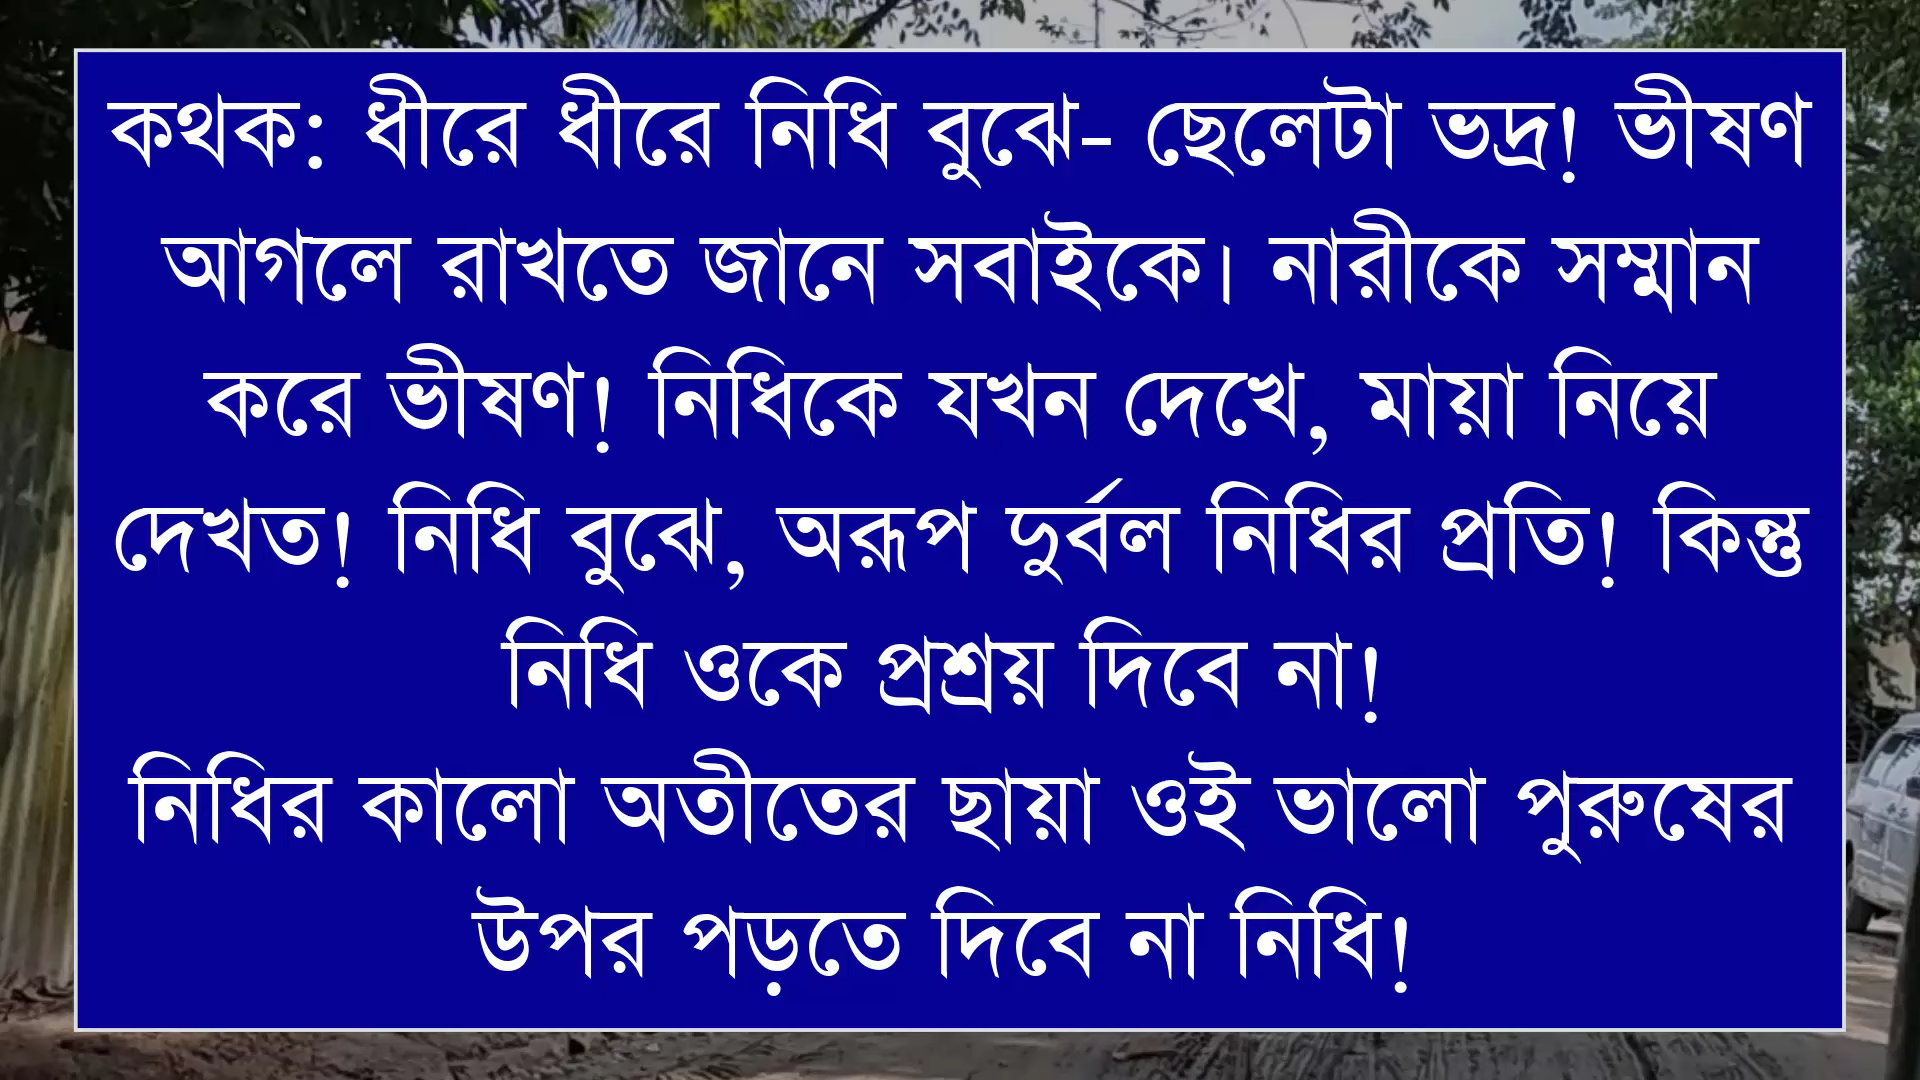 কথক: ধীরে ধীরে নিধি বুঝে- ছেলেটা ভদ্র! ভীষণ
আগলে রাখতে জানে সবাইকে। নারীকে সম্মান
করে ভীষণ! নিধিকে যখন দেখে, মায়া নিয়ে
দেখত! নিধি বুঝে, অরূপ দুর্বল নিধির প্রতি! কিন্তু
নিধি ওকে প্রশ্রয় দিবে না!
নিধির কালো অতীতের ছায়া ওই ভালো পুরুষের
উপর পড়তে দিবে না নিধি!